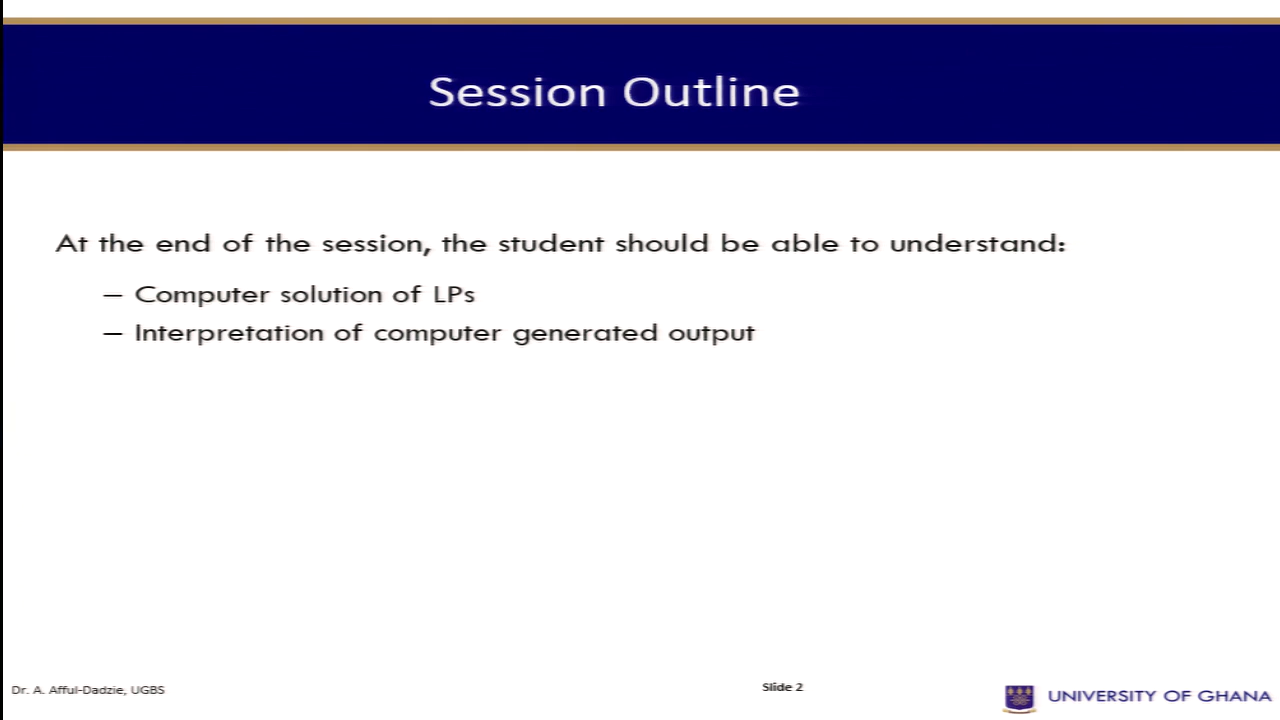 Session Outline
At the end of the session, the student should be able to understand:
– Computer solution of LPs
– Interpretation of computer generated output
Dr. A. Afful-Dadzie, UGBS
Slide 2
UNIVERSITY OF GHANA